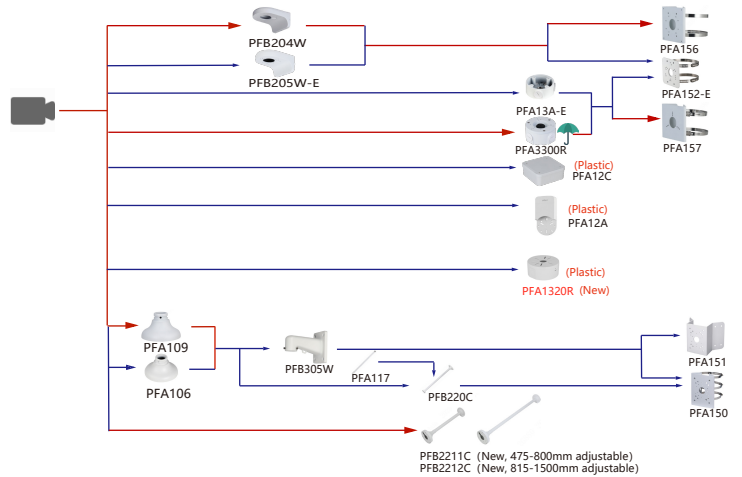 PFB204W
PFA156
PFB205W-E
PFA152-E
PFA13A-E
PFA3300R
PFA157
(Plastic)
PFA12C
(Plastic)
PFA12A
(Plastic)
PFA1320R (New)
PFA109
PFB305W
PFA151
PFA117
PFA106
PFB220C
PFA150
PFB2211C (New, 475-800mm adjustable)
PFB2212C (New, 815-1500mm adjustable)